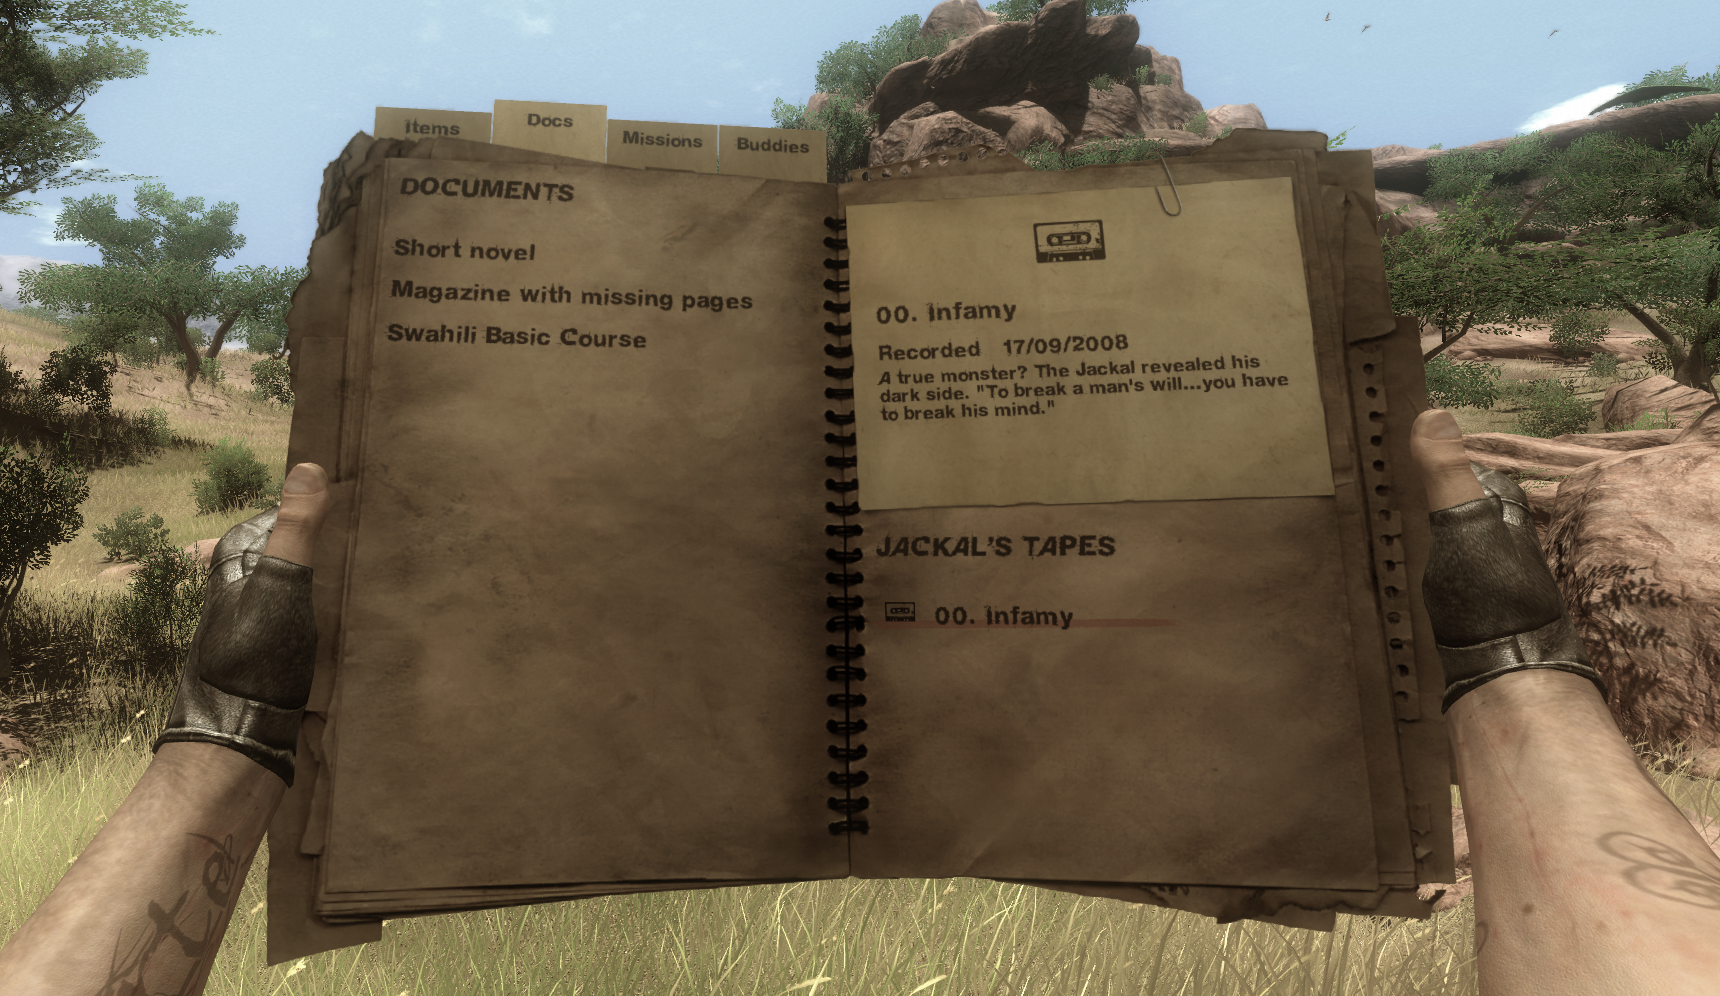 Items
Docs
Missions
Buddies
DOCUMENTS
Short novel
Magazine with missing pages
Swahili Basic Course
00. Infamy
Recorded 17/09/2008
A true monster? The Jackal revealed his
dark side. "To break a man's will...you have
to break his mind."
JACKAL'S TAPES
00. Infamy